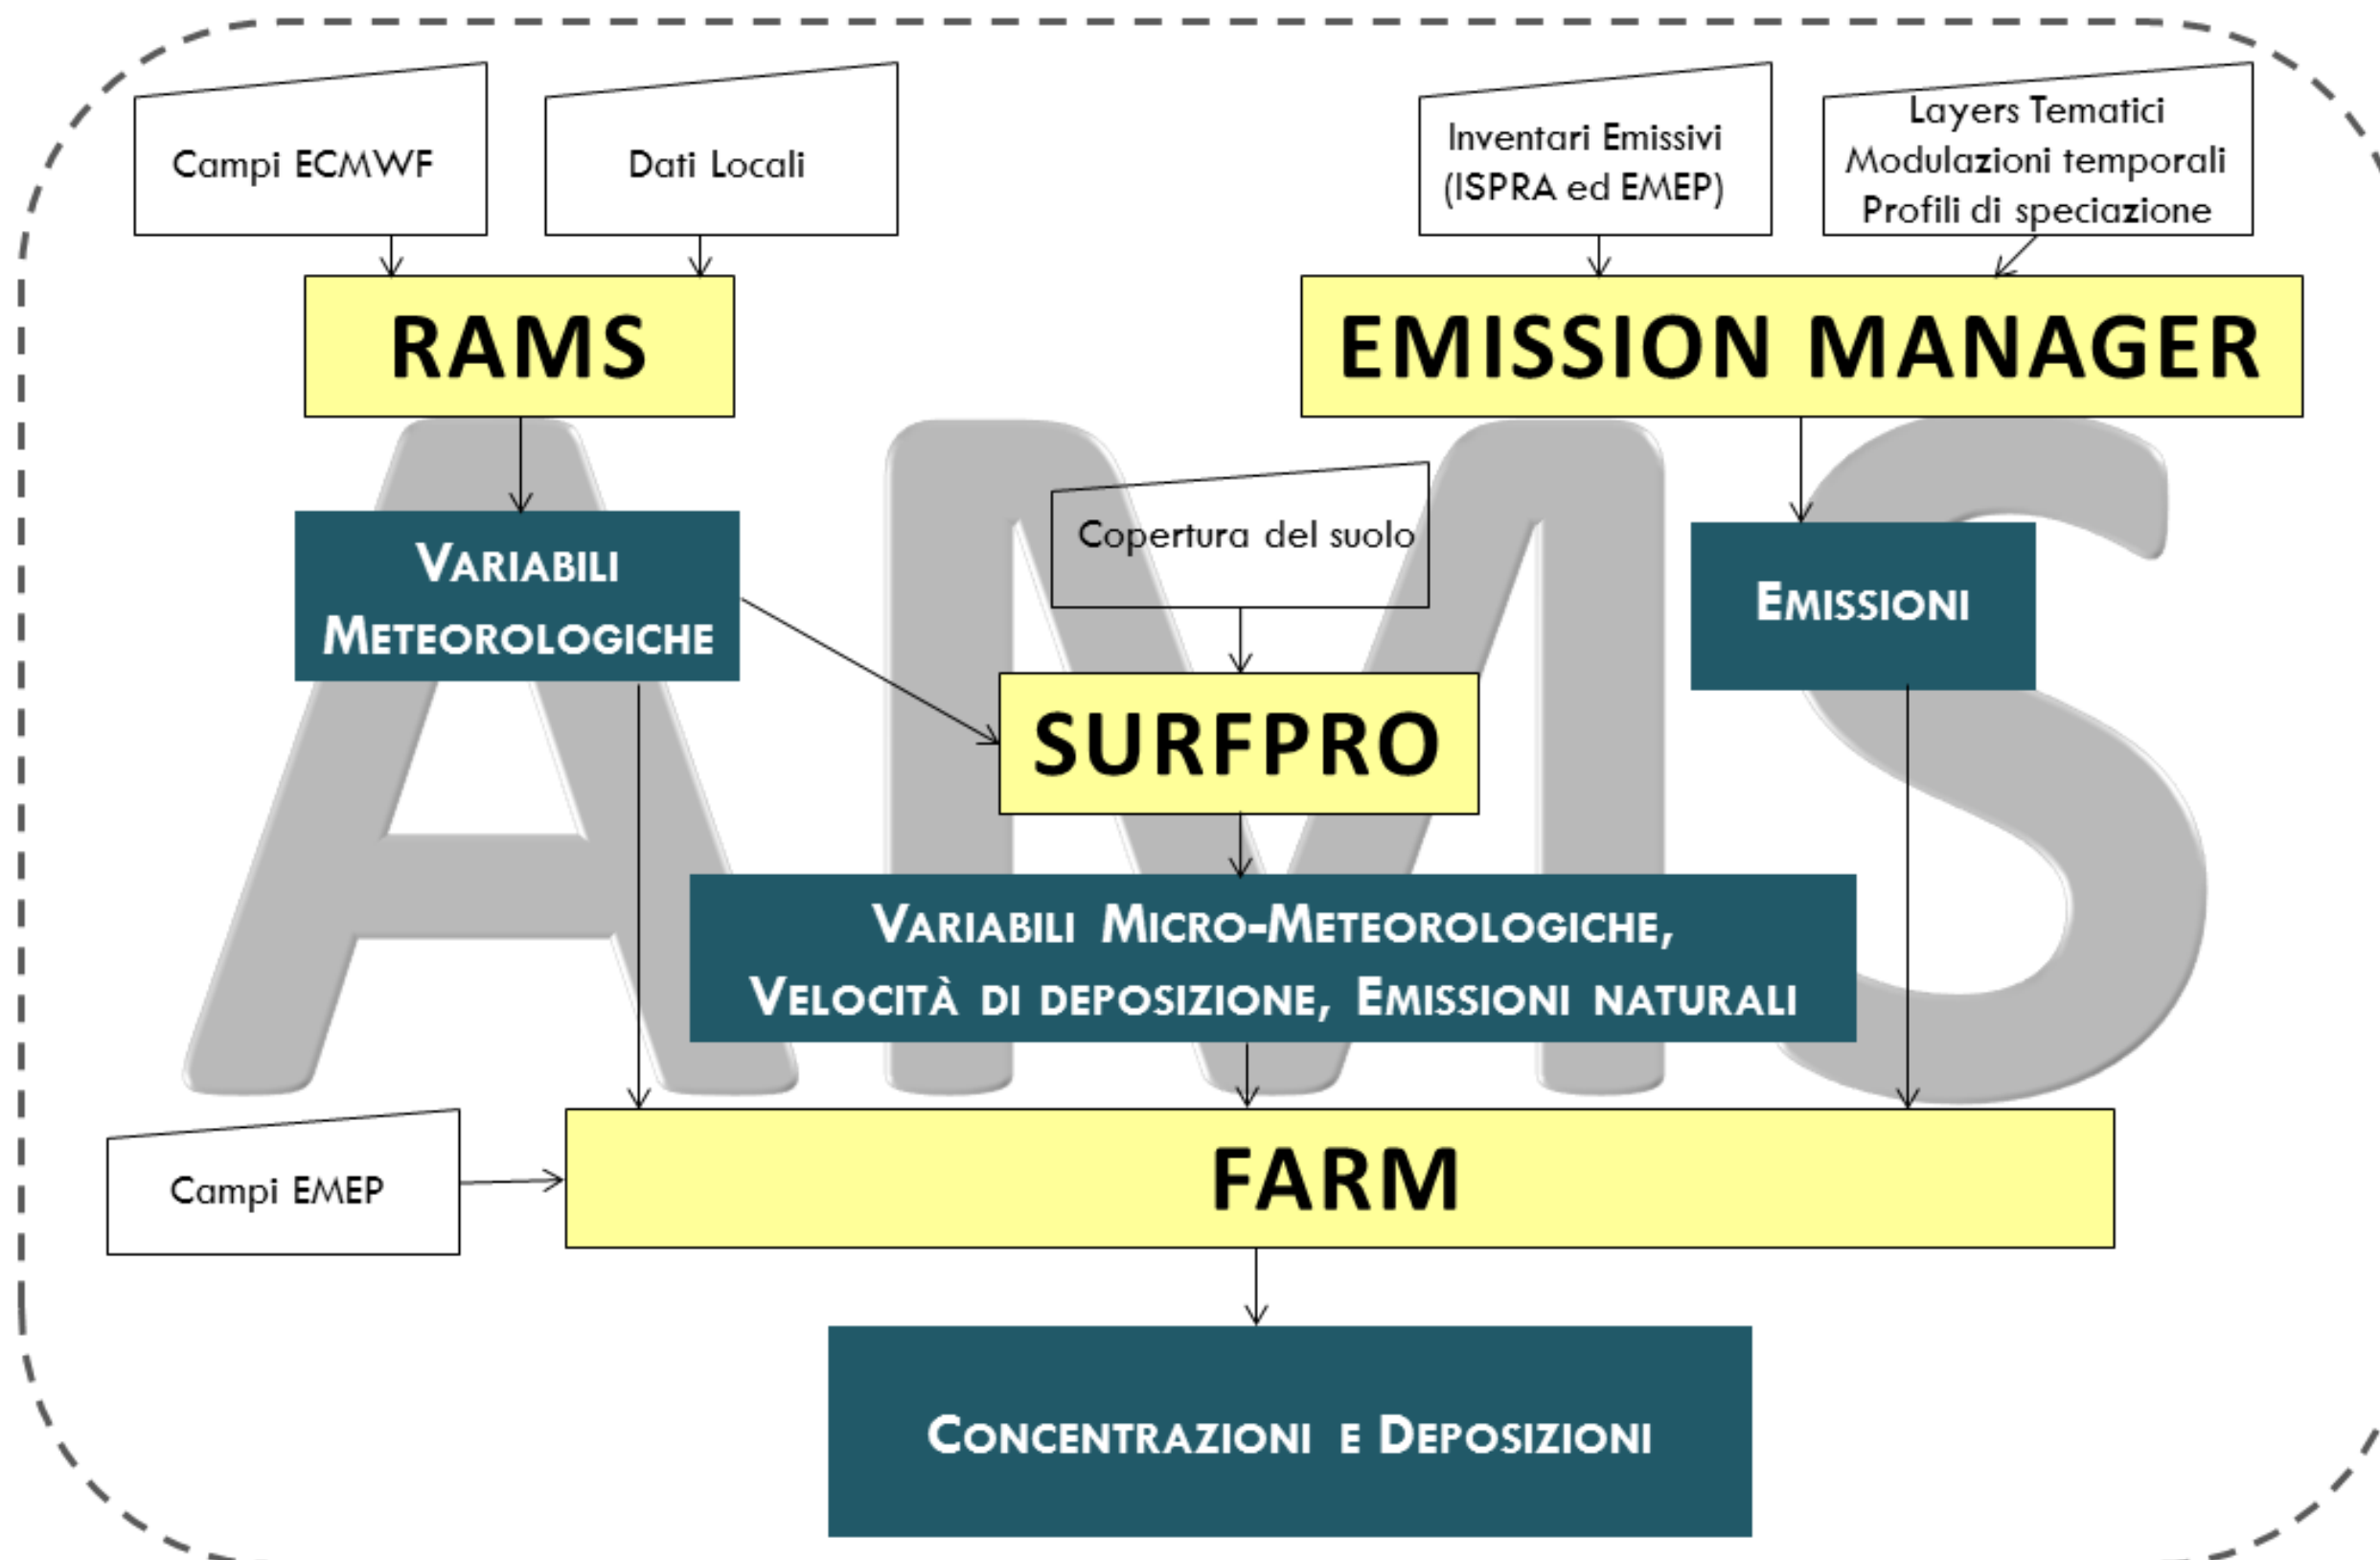 Campi ECMWF
Dati Locali
Inventari Emissivi
(ISPRA ed EMEP)
Layers Tematici
Modulazioni temporali
Profili di speciazione
RAMS
EMISSION MANAGER
AMS
VARIABILI
METEOROLOGICHE
Copertura del suolo
EMISSIONI
SURFPRO
VARIABILI MICRO-METEOROLOGICHE,
VELOCITÀ DI DEPOSIZIONE, EMISSIONI NATURALI
Campi EMEP
FARM
CONCENTRAZIONI E DEPOSIZIONI